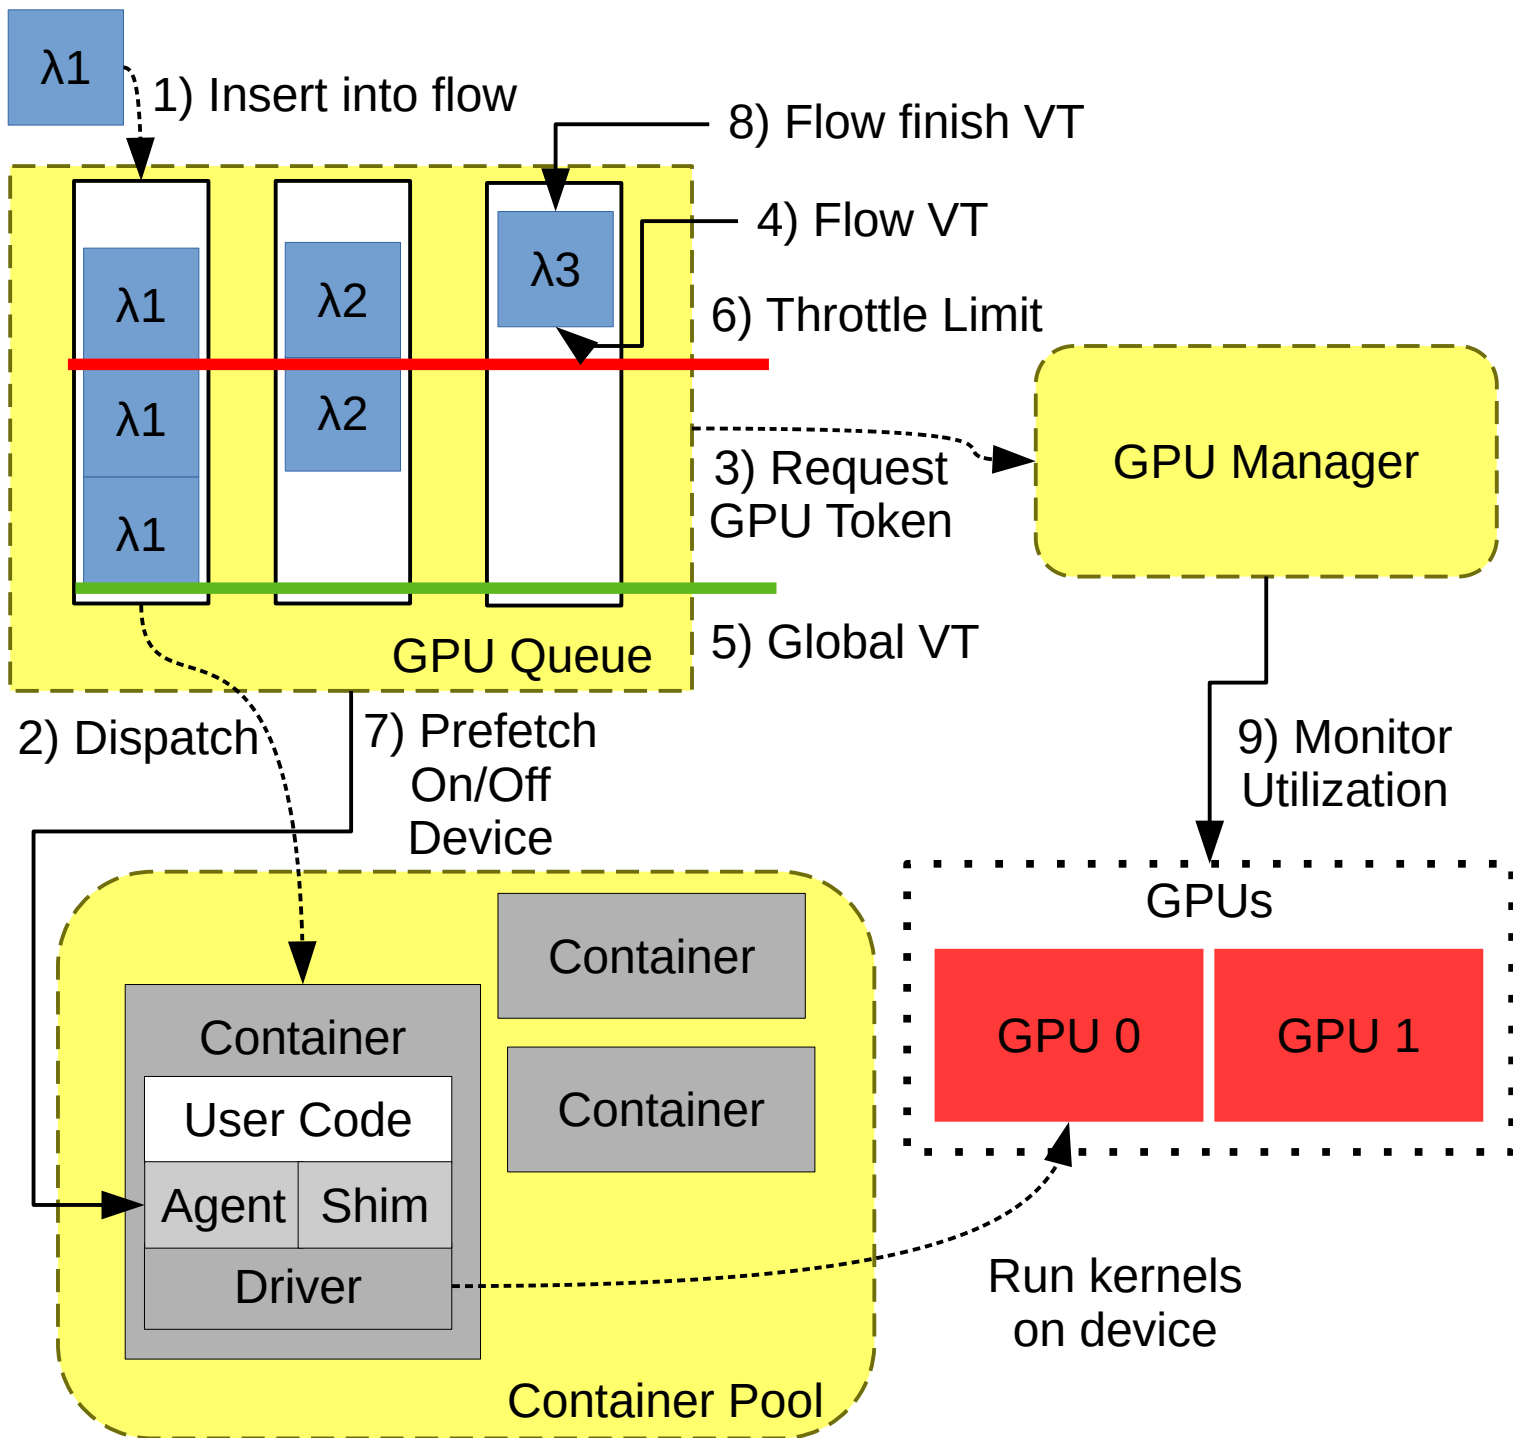 λ1
1) Insert into flow
8) Flow finish VT
4) Flow VT
λ1
λ2
λ3
6) Throttle Limit
λ1
λ2
3) Request
GPU Token
GPU Manager
λ1
GPU Queue
5) Global VT
2) Dispatch
7) Prefetch
On/Off
Device
9) Monitor
Utilization
GPUs
GPU 0
GPU 1
Container
Container
Container
User Code
Agent
Shim
Driver
Run kernels
on device
Container Pool